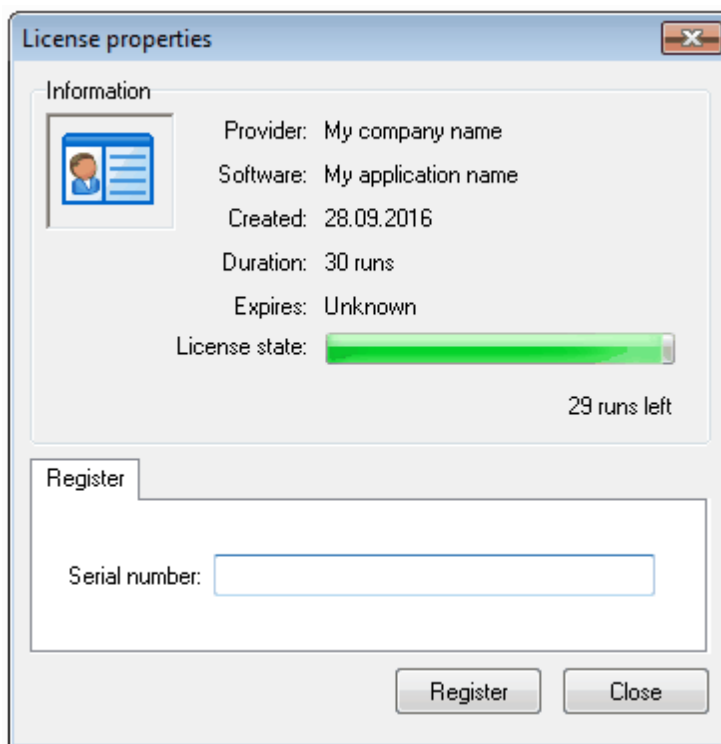 License properties
Information
Provider: My company name
Software: My application name
Created: 28.09.2016
Duration: 30 runs
Expires: Unknown
License state:
29 runs left
Register
Serial number:
Register
Close